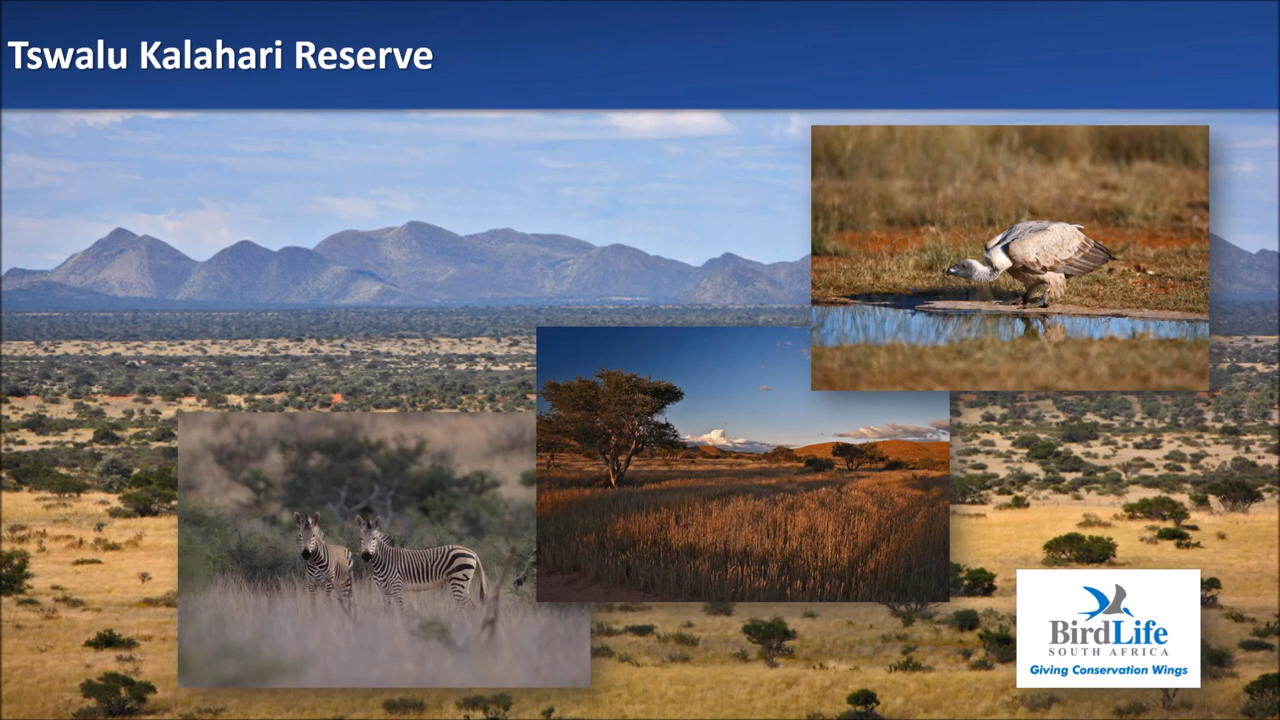 Tswalu Kalahari Reserve
BirdLife
SOUTH AFRICA
Giving Conservation Wings